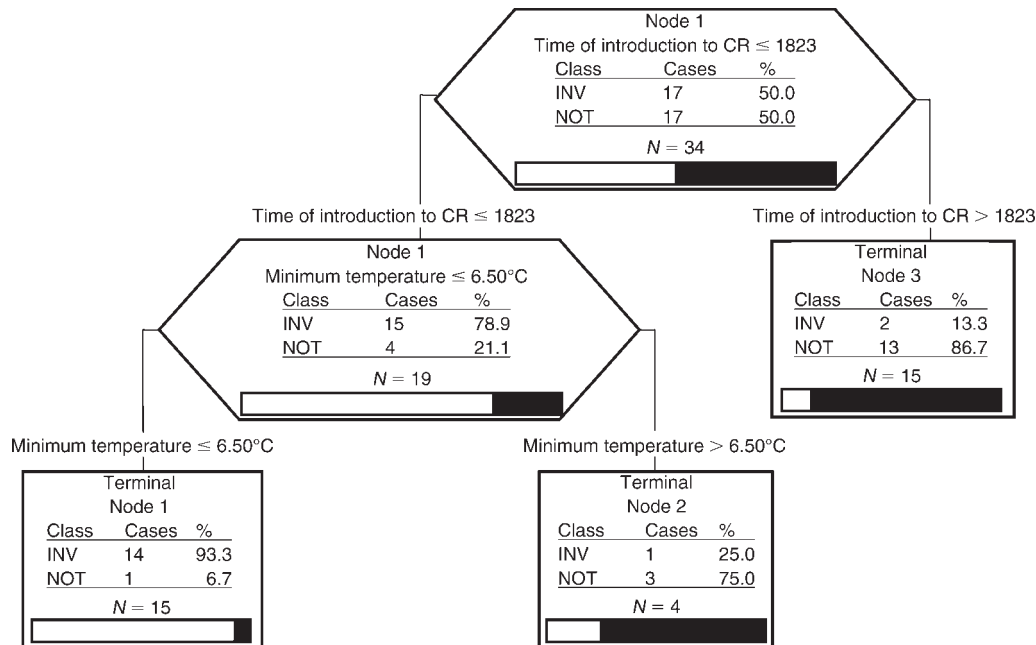 Node 1
Time of introduction to CR ≤ 1823
Class Cases %
INV 17 50.0
NOT 17 50.0
N = 34
Time of introduction to CR ≤ 1823
Time of introduction to CR > 1823
Node 1
Minimum temperature ≤ 6.50°C
Class Cases %
INV 15 78.9
NOT 4 21.1
N = 19
Terminal
Node 3
Class Cases %
INV 2 13.3
NOT 13 86.7
N = 15
Minimum temperature ≤ 6.50°C
Minimum temperature > 6.50°C
Terminal
Node 1
Class Cases %
INV 14 93.3
NOT 1 6.7
N = 15
Terminal
Node 2
Class Cases %
INV 1 25.0
NOT 3 75.0
N = 4